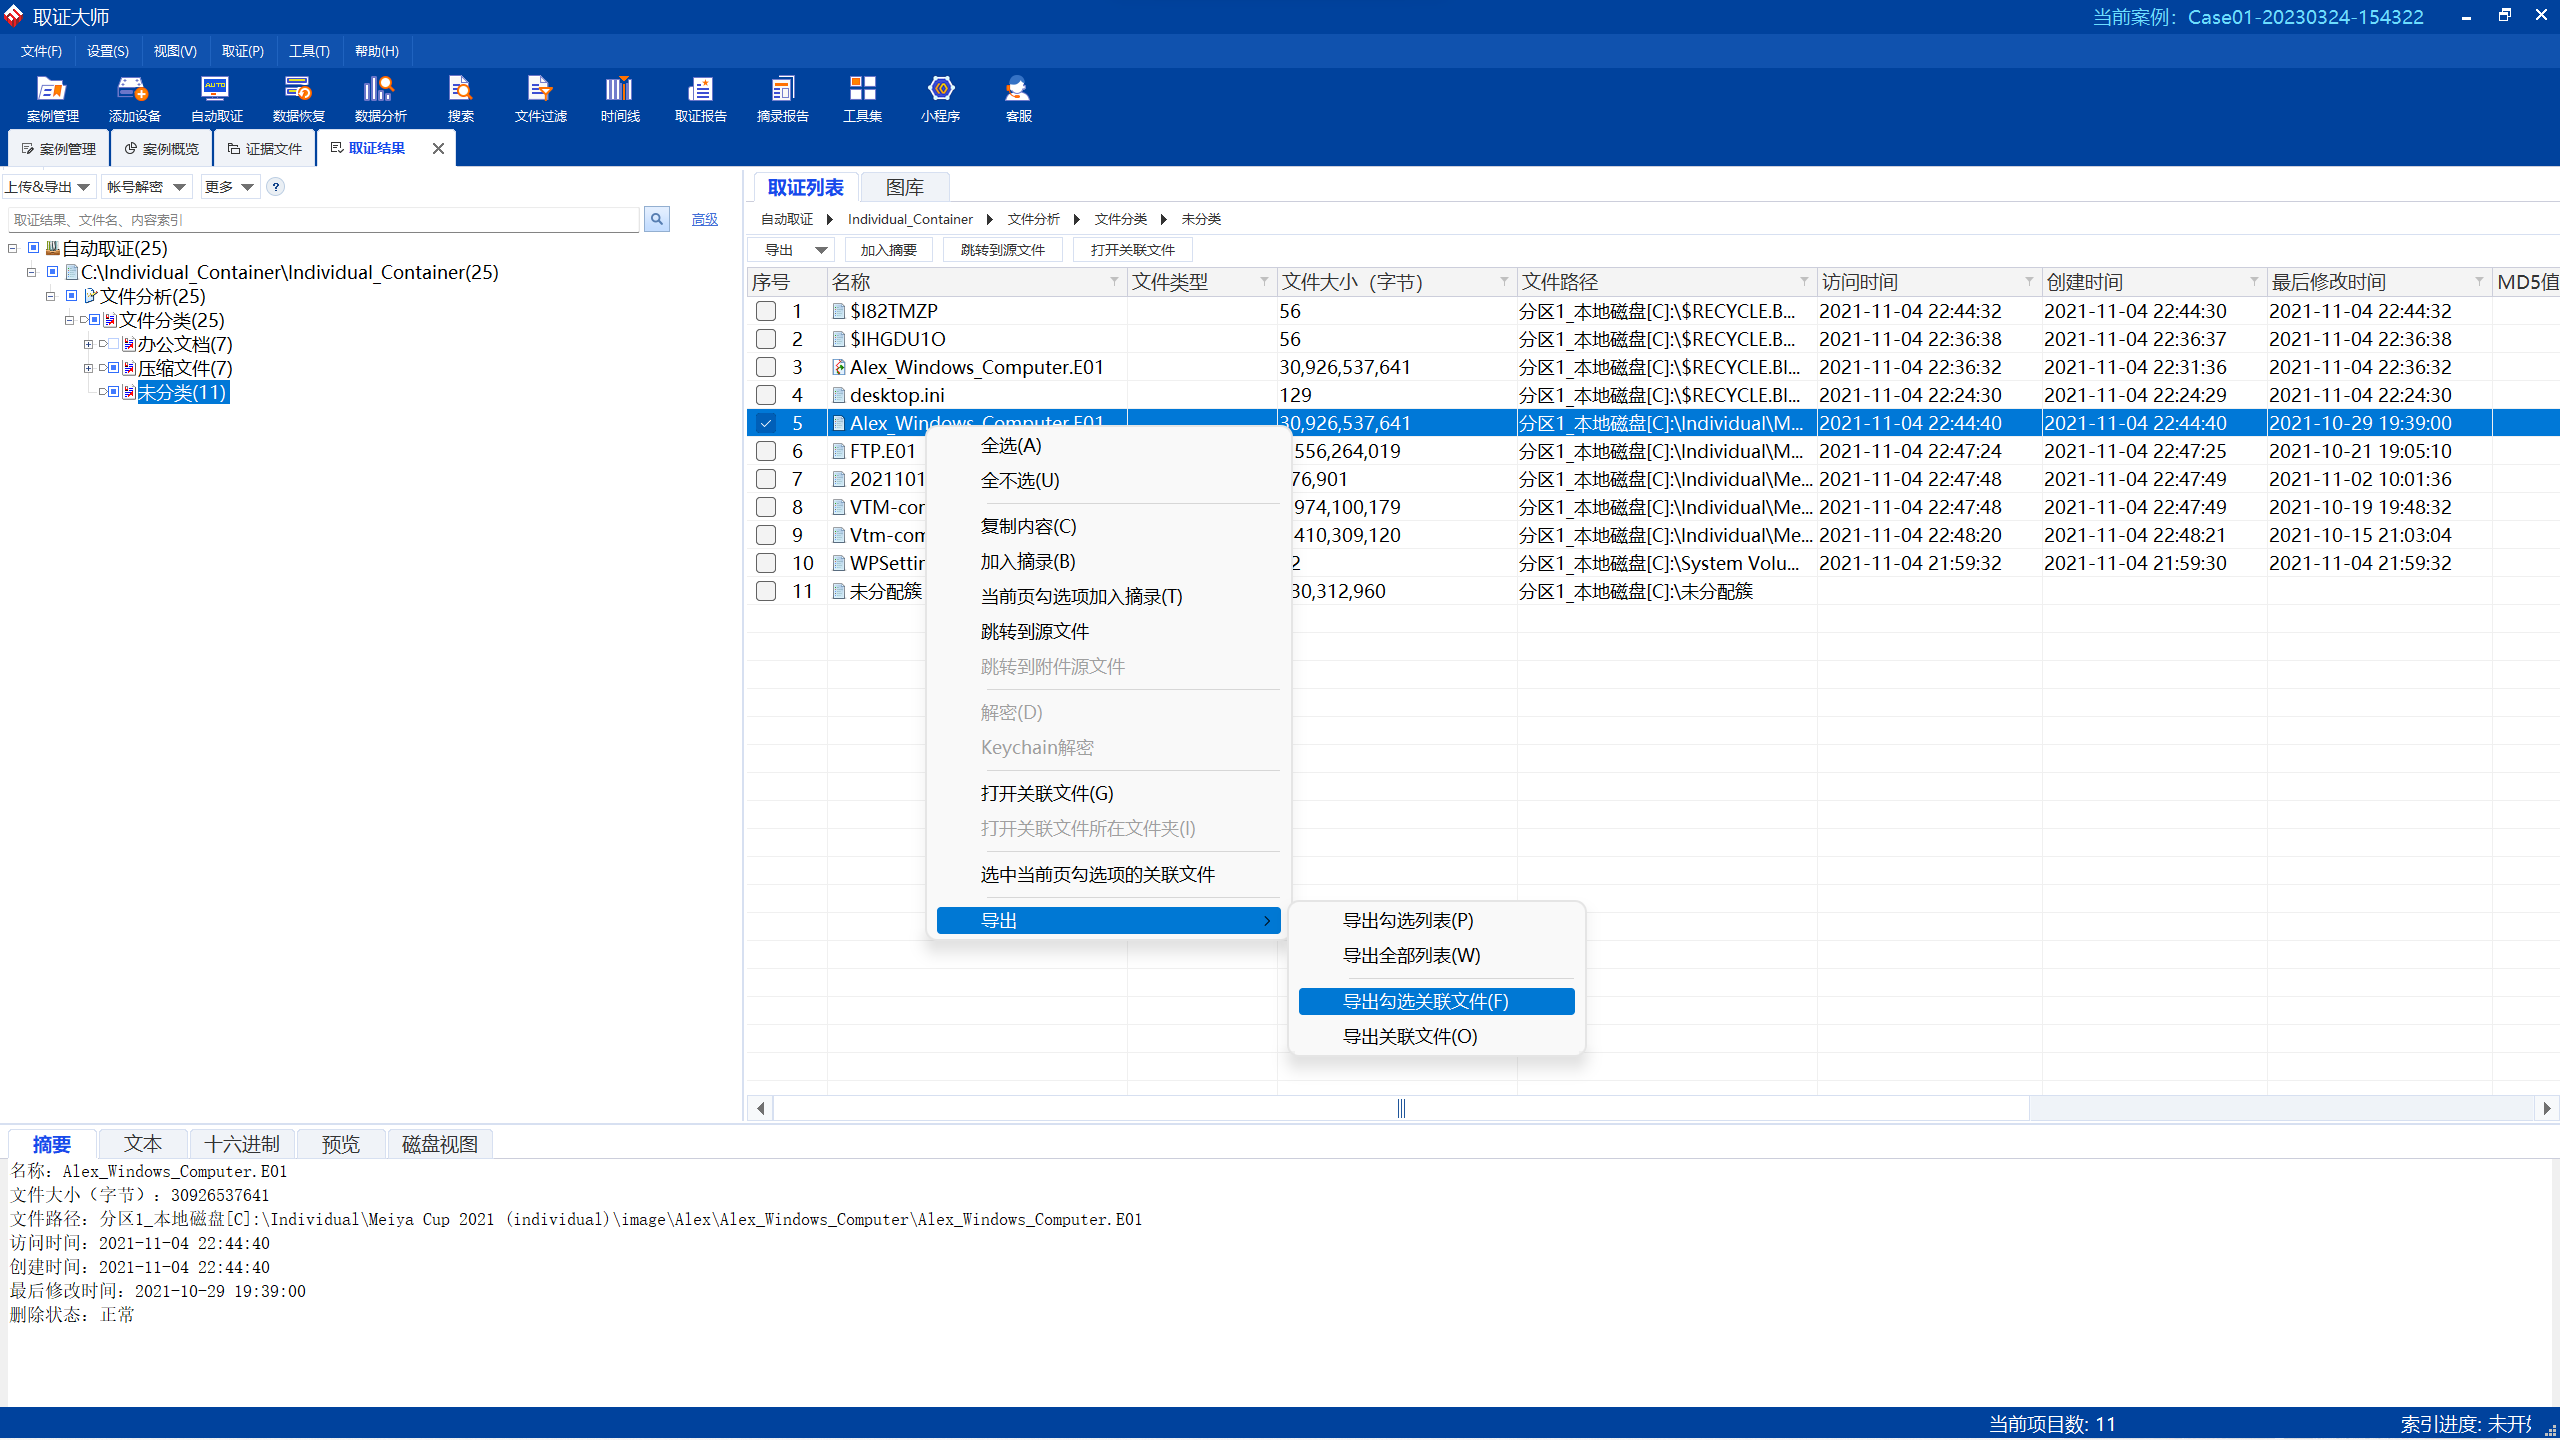 取证大师
当前案例：Case01-20230324-154322
文件(F) 设置(S) 视图(V) 取证(P) 工具(T) 帮助(H)
案例管理 添加设备 自动取证 数据恢复 数据分析 搜索 文件过滤 时间线 取证报告 摘录报告 工具集 小程序 客服
案例管理 案例概览 证据文件 取证结果
上传&导出 帐号解密 更多 ?
取证结果、文件名、内容索引 高级
自动取证(25)
C:\Individual_Container\Individual_Container(25)
文件分析(25)
文件分类(25)
办公文档(7)
压缩文件(7)
未分类(11)
取证列表 图库
自动取证 Individual_Container 文件分析 文件分类 未分类
导出 加入摘要 跳转到源文件 打开关联文件
序号 名称 文件类型 文件大小（字节） 文件路径 访问时间 创建时间 最后修改时间 MD5值
1 $I82TMZP 56 分区1_本地磁盘[C]:\$RECYCLE.B... 2021-11-04 22:44:32 2021-11-04 22:44:30 2021-11-04 22:44:32
2 $IHGDU1O 56 分区1_本地磁盘[C]:\$RECYCLE.B... 2021-11-04 22:36:38 2021-11-04 22:36:37 2021-11-04 22:36:38
3 Alex_Windows_Computer.E01 30,926,537,641 分区1_本地磁盘[C]:\$RECYCLE.BI... 2021-11-04 22:36:32 2021-11-04 22:31:36 2021-11-04 22:36:32
4 desktop.ini 129 分区1_本地磁盘[C]:\$RECYCLE.BI... 2021-11-04 22:24:30 2021-11-04 22:24:29 2021-11-04 22:24:30
5 Alex_Windows_Computer.E01 30,926,537,641 分区1_本地磁盘[C]:\Individual\M... 2021-11-04 22:44:40 2021-11-04 22:44:40 2021-10-29 19:39:00
6 FTP.E01 556,264,019 分区1_本地磁盘[C]:\Individual\M... 2021-11-04 22:47:24 2021-11-04 22:47:25 2021-10-21 19:05:10
7 2021101 76,901 分区1_本地磁盘[C]:\Individual\Me... 2021-11-04 22:47:48 2021-11-04 22:47:49 2021-11-02 10:01:36
8 VTM-cor 974,100,179 分区1_本地磁盘[C]:\Individual\Me... 2021-11-04 22:47:48 2021-11-04 22:47:49 2021-10-19 19:48:32
9 Vtm-com 410,309,120 分区1_本地磁盘[C]:\Individual\Me... 2021-11-04 22:48:20 2021-11-04 22:48:21 2021-10-15 21:03:04
10 WPSettin 2 分区1_本地磁盘[C]:\System Volu... 2021-11-04 21:59:32 2021-11-04 21:59:30 2021-11-04 21:59:32
11 未分配簇 30,312,960 分区1_本地磁盘[C]:\未分配簇
全选(A)
全不选(U)
复制内容(C)
加入摘录(B)
当前页勾选项加入摘录(T)
跳转到源文件
跳转到附件源文件
解密(D)
Keychain解密
打开关联文件(G)
打开关联文件所在文件夹(I)
选中当前页勾选项的关联文件
导出
导出勾选列表(P)
导出全部列表(W)
导出勾选关联文件(F)
导出关联文件(O)
摘要 文本 十六进制 预览 磁盘视图
名称：Alex_Windows_Computer.E01
文件大小（字节）：30926537641
文件路径：分区1_本地磁盘[C]:\Individual\Meiya Cup 2021 (individual)\image\Alex\Alex_Windows_Computer\Alex_Windows_Computer.E01
访问时间：2021-11-04 22:44:40
创建时间：2021-11-04 22:44:40
最后修改时间：2021-10-29 19:39:00
删除状态：正常
当前项目数: 11 索引进度: 未开